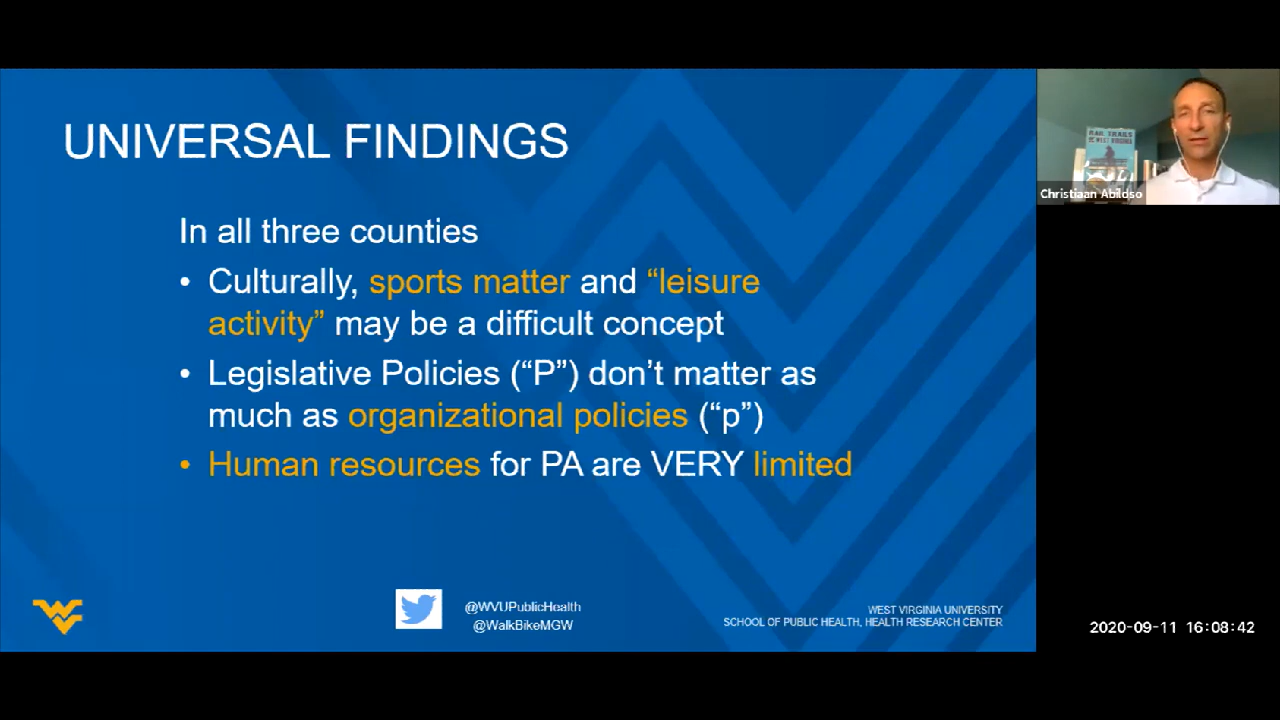 UNIVERSAL FINDINGS
In all three counties
• Culturally, sports matter and “leisure
activity” may be a difficult concept
• Legislative Policies (“P”) don’t matter as
much as organizational policies (“p”)
• Human resources for PA are VERY limited
@WVUPublicHealth
@WalkBikeMGW
WEST VIRGINIA UNIVERSITY
SCHOOL OF PUBLIC HEALTH, HEALTH RESEARCH CENTER
RAIL TRAILS
Christiaan Abildso
2020-09-11 16:08:42